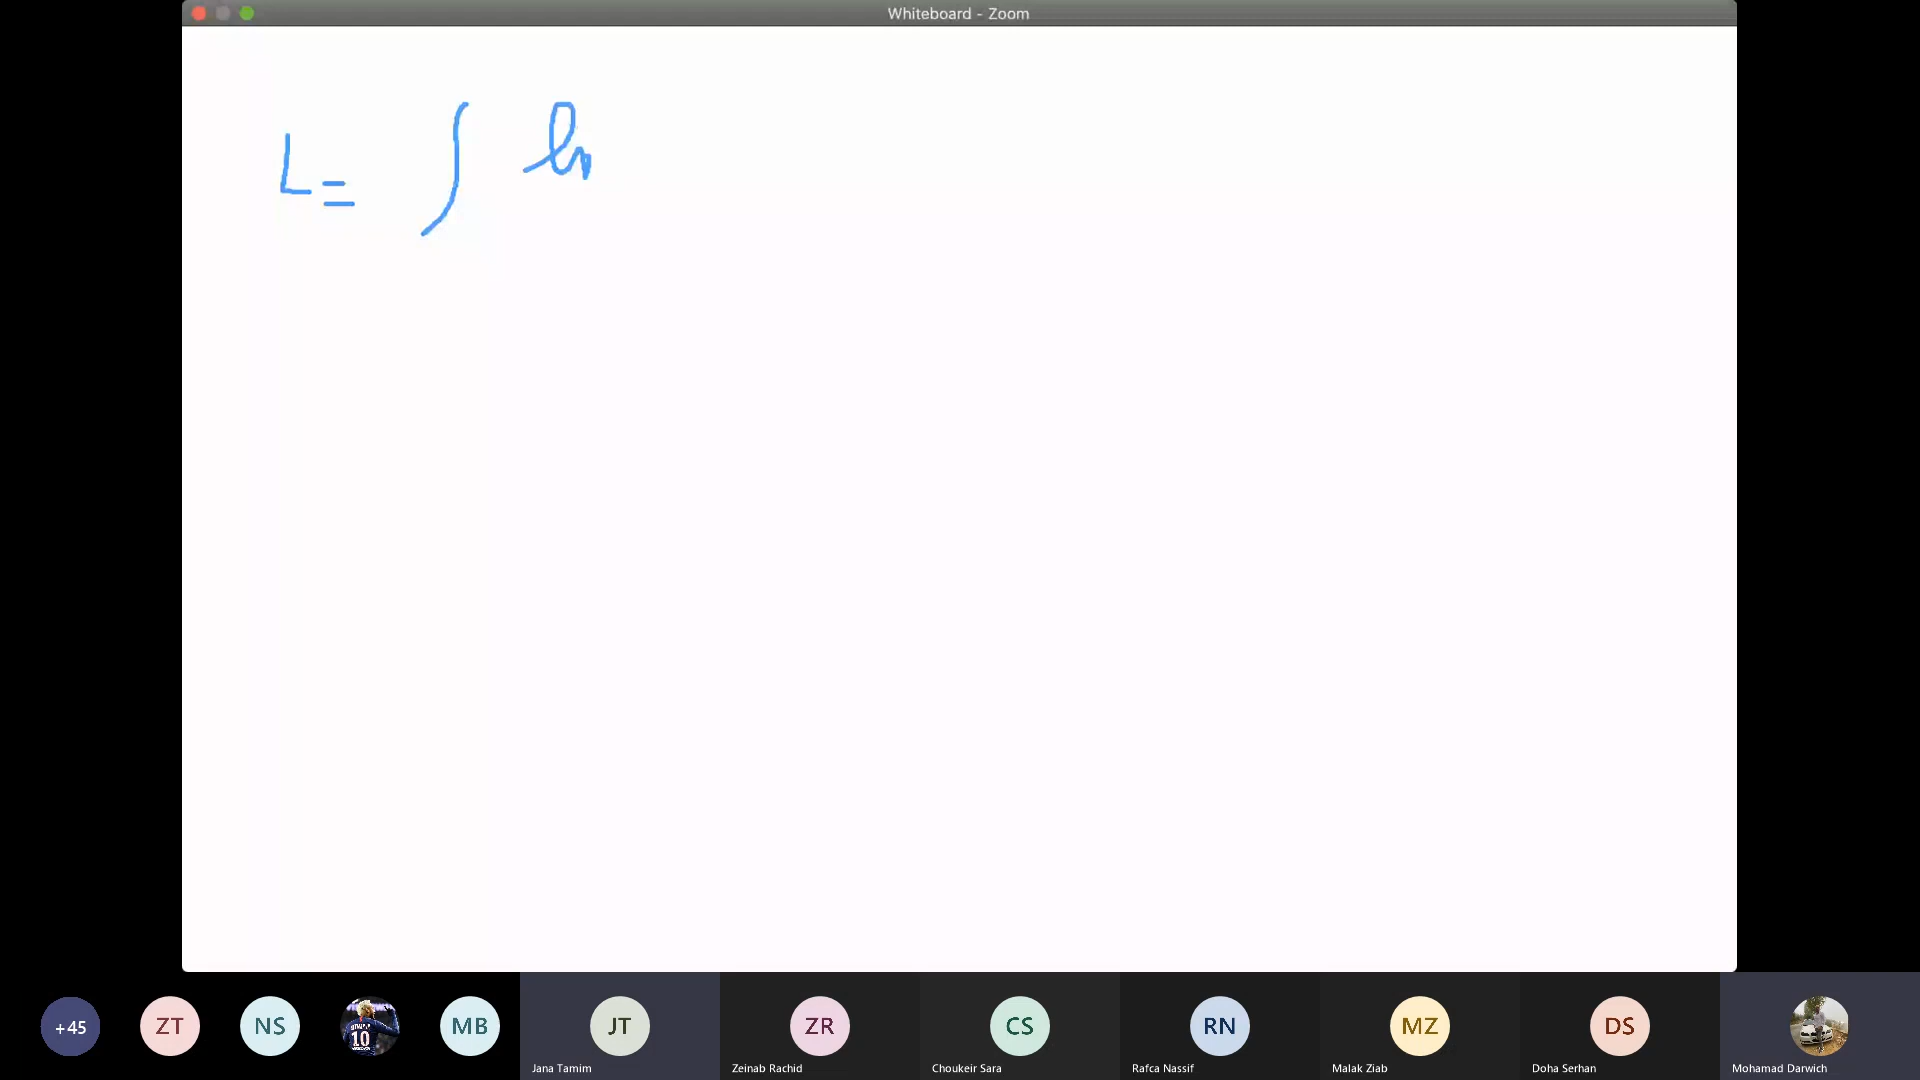 Whiteboard - Zoom
L = ∫ ln
+45
ZT
NS
10
MB
JT
ZR
CS
RN
MZ
DS
Jana Tamim
Zeinab Rachid
Choukeir Sara
Rafca Nassif
Malak Ziab
Doha Serhan
Mohamad Darwich